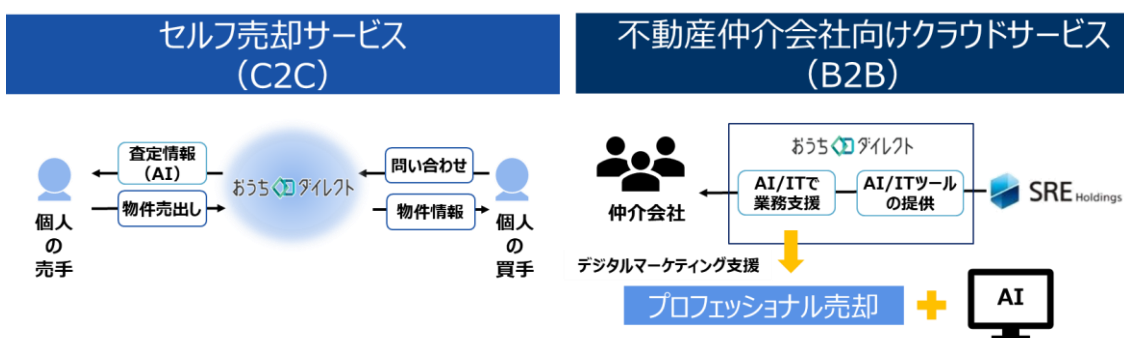 セルフ売却サービス
（C2C）
査定情報
（AI）
物件売出し
個人
の
売手
おうちダイレクト
問い合わせ
物件情報
個人
の
買手
不動産仲介会社向けクラウドサービス
（B2B）
仲介会社
おうちダイレクト
AI/ITで
業務支援
AI/ITツール
の提供
SRE Holdings
デジタルマーケティング支援
プロフェッショナル売却
AI